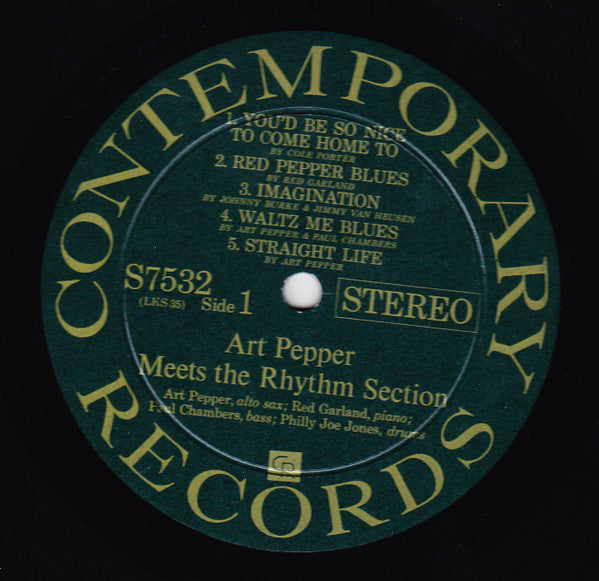 CONTEMPORARY
1. YOU'D BE SO NICE
TO COME HOME TO
BY COLE PORTER
2. RED PEPPER BLUES
BY RED GARLAND
3. IMAGINATION
BY JOHNNY BURKE & JIMMY VAN HEUSEN
4. WALTZ ME BLUES
BY ART PEPPER & PAUL CHAMBERS
5. STRAIGHT LIFE
BY ART PEPPER
S7532
(LKS 35) Side 1
STEREO
Art Pepper
Meets the Rhythm Section
Art Pepper, alto sax; Red Garland, piano;
Paul Chambers, bass; Philly Joe Jones, drums
CR
RECORDS